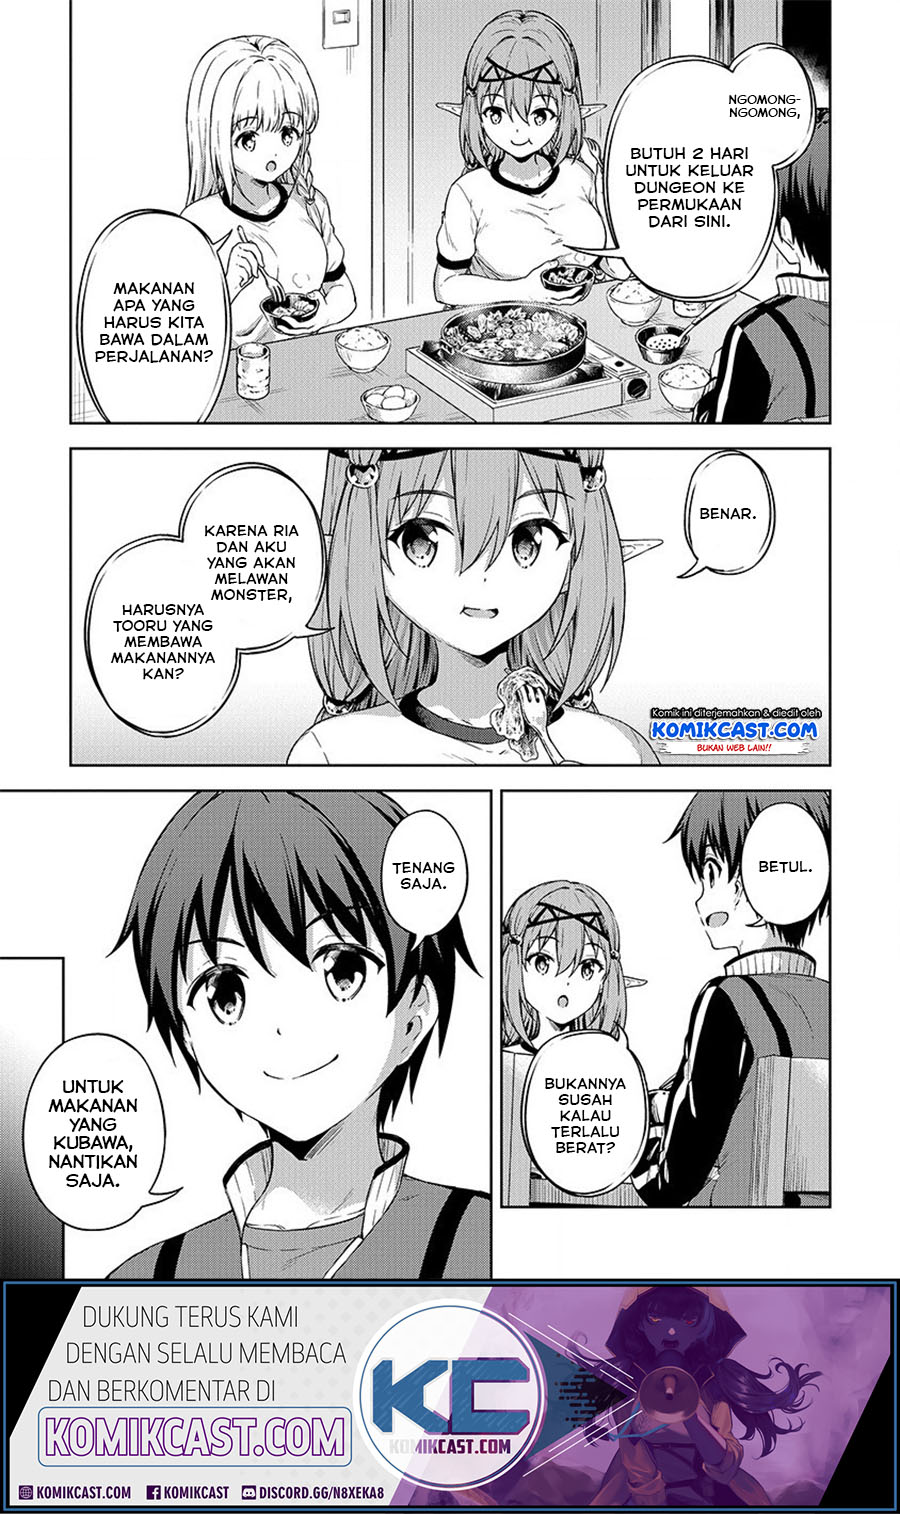 NGOMONG-
NGOMONG,
BUTUH 2 HARI
UNTUK KELUAR
DUNGEON KE
PERMUKAAN
DARI SINI.
MAKANAN
APA YANG
HARUS KITA
BAWA DALAM
PERJALANAN?
BENAR.
KARENA RIA
DAN AKU
YANG AKAN
MELAWAN
MONSTER,
HARUSNYA
TOORU YANG
MEMBAWA
MAKANANNYA
KAN?
Komik ini diterjemahkan & diedit oleh
KOMIKCAST.COM
BUKAN WEB LAIN!!
BETUL.
BUKANNYA
SUSAH
KALAU
TERLALU
BERAT?
TENANG
SAJA.
UNTUK
MAKANAN
YANG
KUBAWA,
NANTIKAN
SAJA.
DUKUNG TERUS KAMI
DENGAN SELALU MEMBACA
DAN BERKOMENTAR DI
KOMIKCAST.COM
KC
KOMIKCAST.COM
KOMIKCAST.COM
KOMIKCAST
DISCORD.GG/N8XEKA8